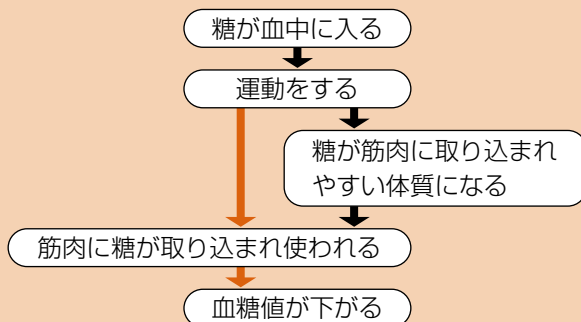 糖が血中に入る
運動をする
糖が筋肉に取り込まれ
やすい体質になる
筋肉に糖が取り込まれ使われる
血糖値が下がる